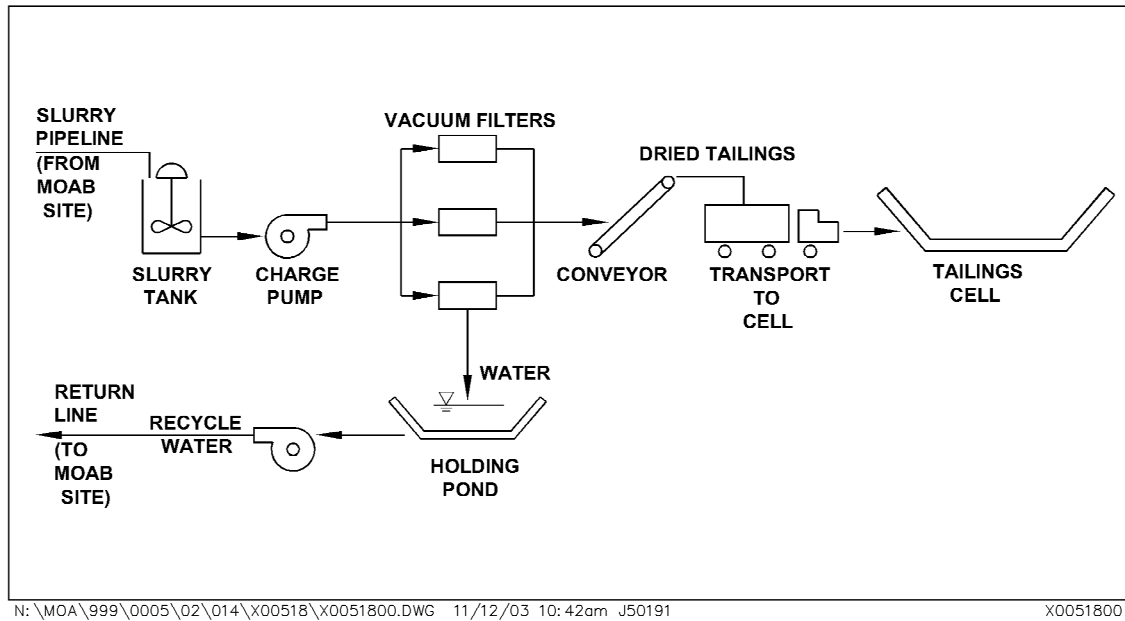 SLURRY
PIPELINE
(FROM
MOAB
SITE)
SLURRY
TANK
CHARGE
PUMP
VACUUM FILTERS
DRIED TAILINGS
CONVEYOR
TRANSPORT
TO
CELL
TAILINGS
CELL
WATER
HOLDING
POND
RECYCLE
WATER
RETURN
LINE
(TO
MOAB
SITE)
N: \MOA\999\0005\02\014\X00518\X0051800.DWG 11/12/03 10:42am J50191
X0051800